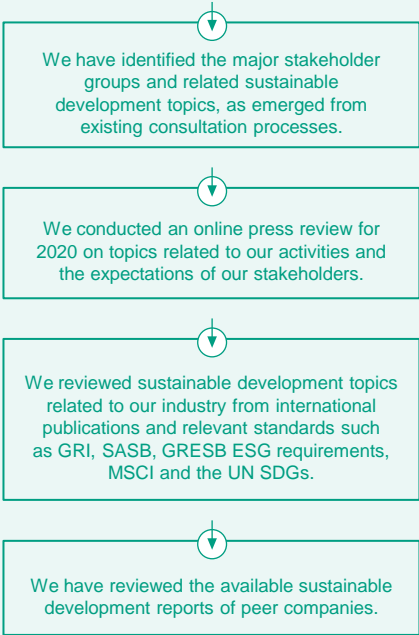 We have identified the major stakeholder
groups and related sustainable
development topics, as emerged from
existing consultation processes.
We conducted an online press review for
2020 on topics related to our activities and
the expectations of our stakeholders.
We reviewed sustainable development topics
related to our industry from international
publications and relevant standards such
as GRI, SASB, GRESB ESG requirements,
MSCI and the UN SDGs.
We have reviewed the available sustainable
development reports of peer companies.